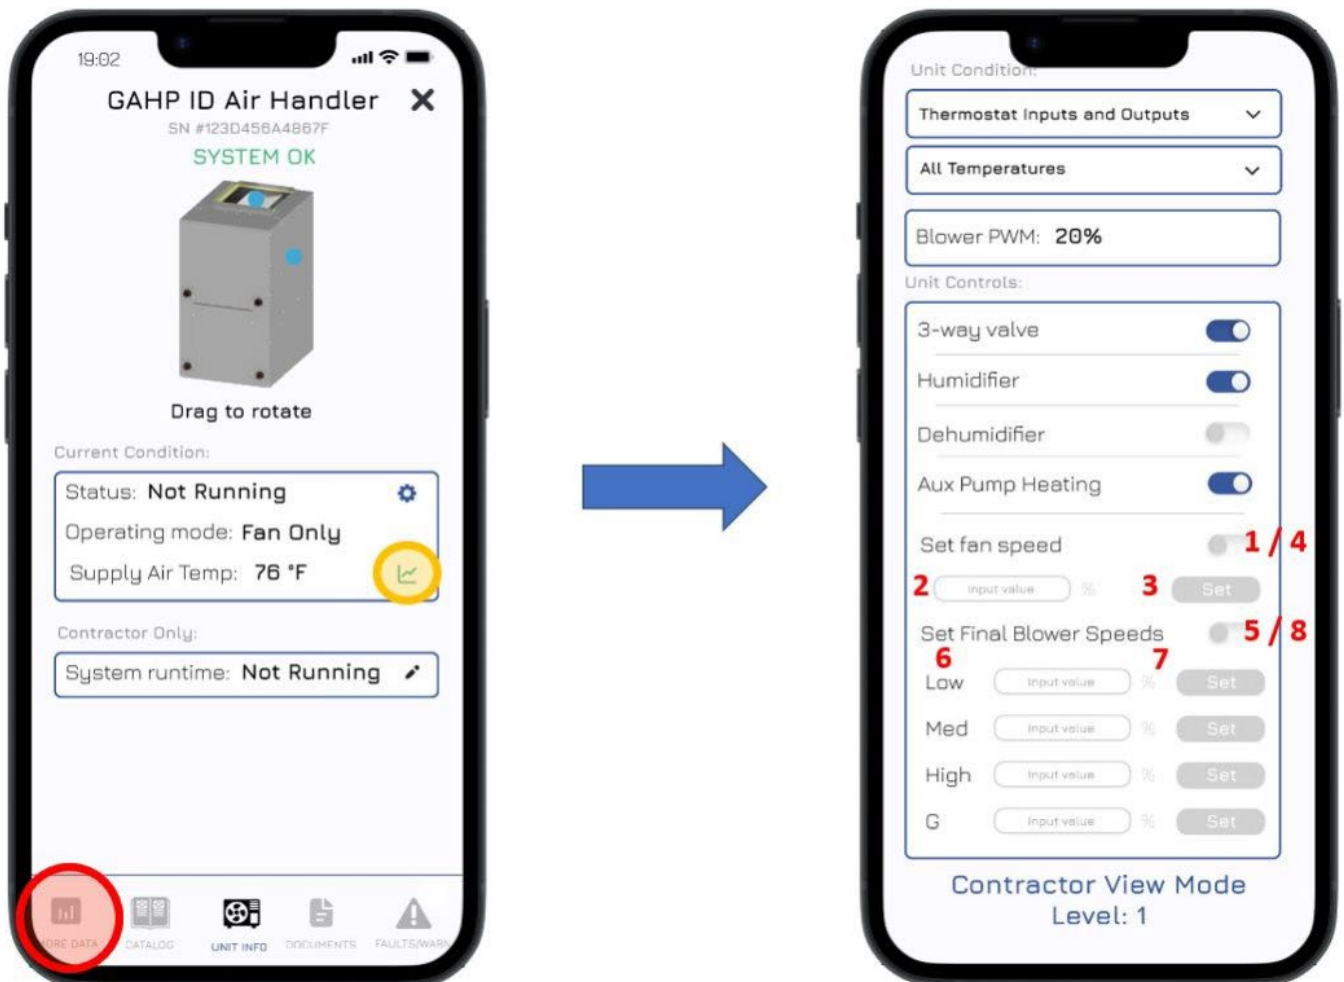 19:02
GAHP ID Air Handler
SN #123D456A4867F
SYSTEM OK
Drag to rotate
Current Condition:
Status: Not Running
Operating mode: Fan Only
Supply Air Temp: 76 °F
Contractor Only:
System runtime: Not Running
MORE DATA
CATALOG
UNIT INFO
DOCUMENTS
FAULTS/WARN
Unit Condition:
Thermostat Inputs and Outputs
All Temperatures
Blower PWM: 20%
Unit Controls:
3-way valve
Humidifier
Dehumidifier
Aux Pump Heating
Set fan speed 1 / 4
2 Input value % 3 Set
Set Final Blower Speeds 5 / 8
6 7
Low Input value % Set
Med Input value % Set
High Input value % Set
G Input value % Set
Contractor View Mode
Level: 1